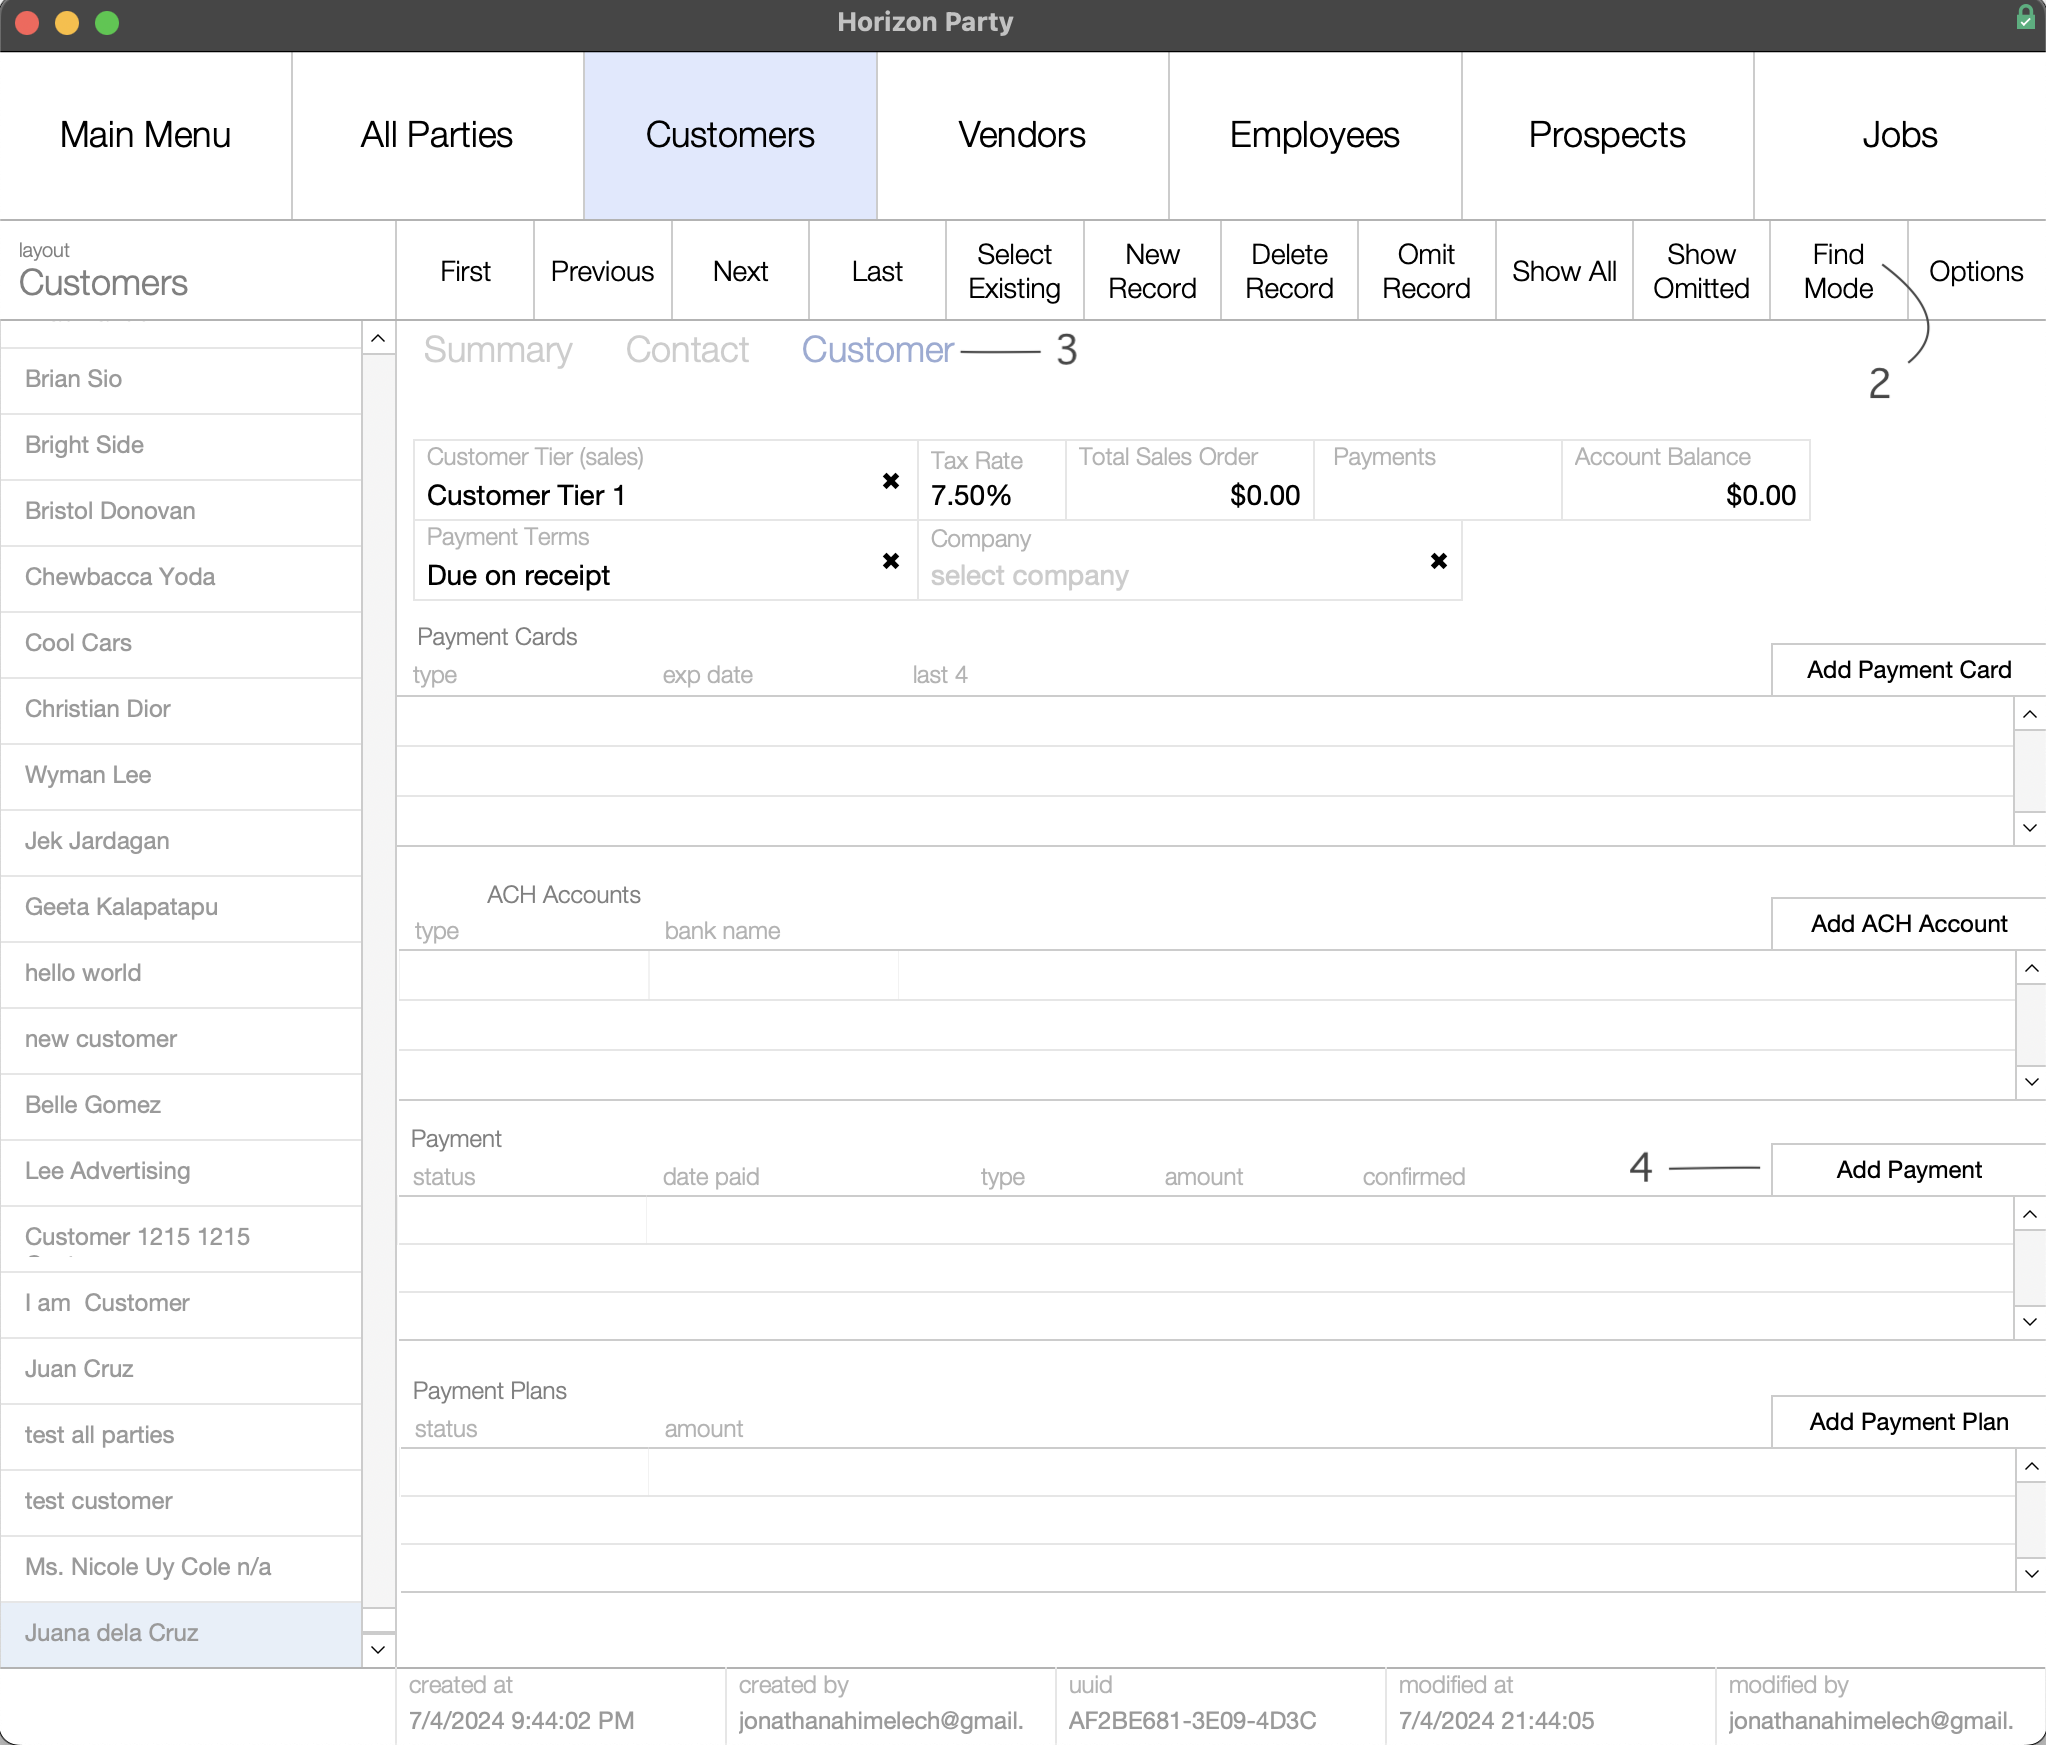 Horizon Party
Main Menu
All Parties
Customers
Vendors
Employees
Prospects
Jobs
layout
Customers
First
Previous
Next
Last
Select
Existing
New
Record
Delete
Record
Omit
Record
Show All
Show
Omitted
Find
Mode
Options
2
Brian Sio
Bright Side
Bristol Donovan
Chewbacca Yoda
Cool Cars
Christian Dior
Wyman Lee
Jek Jardagan
Geeta Kalapatapu
hello world
new customer
Belle Gomez
Lee Advertising
Customer 1215 1215
I am  Customer
Juan Cruz
test all parties
test customer
Ms. Nicole Uy Cole n/a
Juana dela Cruz
Summary
Contact
Customer
3
Customer Tier (sales)
Customer Tier 1
Tax Rate
7.50%
Total Sales Order
$0.00
Payments
Account Balance
$0.00
Payment Terms
Due on receipt
Company
select company
Payment Cards
type
exp date
last 4
Add Payment Card
ACH Accounts
type
bank name
Add ACH Account
Payment
status
date paid
type
amount
confirmed
4
Add Payment
Payment Plans
status
amount
Add Payment Plan
created at
7/4/2024 9:44:02 PM
created by
jonathanahimelech@gmail.
uuid
AF2BE681-3E09-4D3C
modified at
7/4/2024 21:44:05
modified by
jonathanahimelech@gmail.